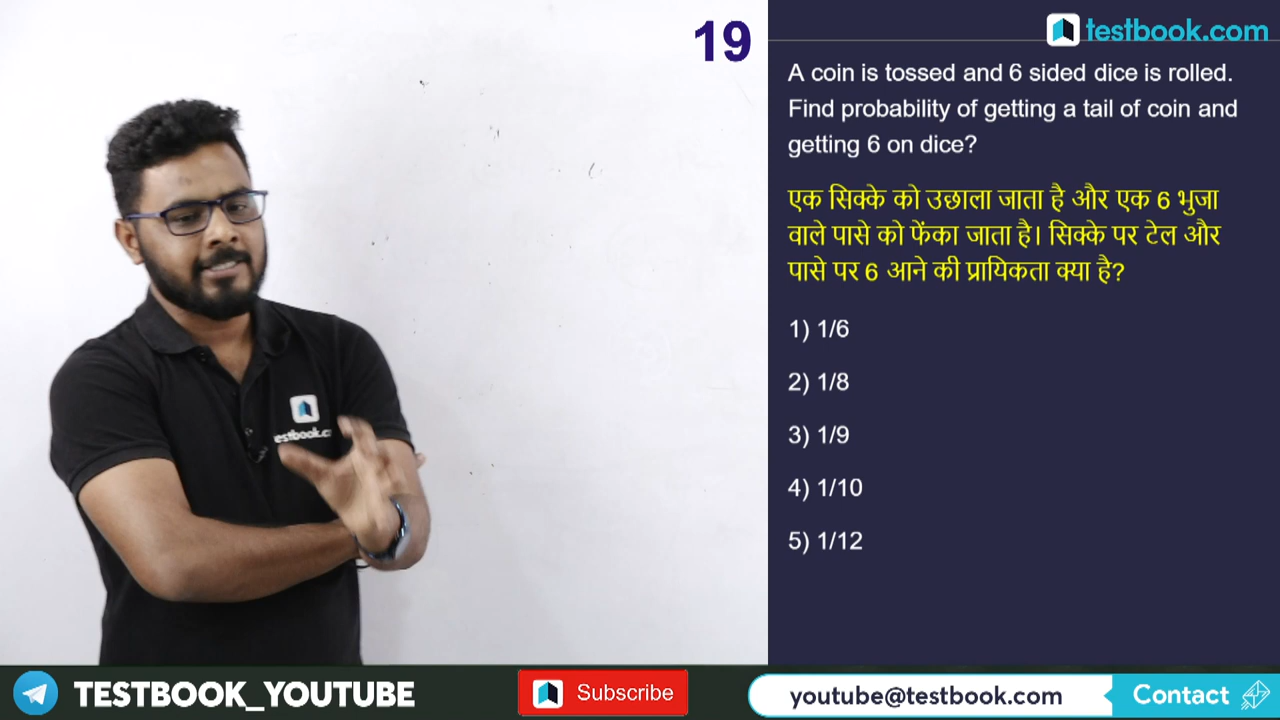 19
testbook.com
A coin is tossed and 6 sided dice is rolled.
Find probability of getting a tail of coin and
getting 6 on dice?
एक सिक्के को उछाला जाता है और एक 6 भुजा
वाले पासे को फेंका जाता है। सिक्के पर टेल और
पासे पर 6 आने की प्रायिकता क्या है?
1) 1/6
2) 1/8
3) 1/9
4) 1/10
5) 1/12
TESTBOOK_YOUTUBE
Subscribe
youtube@testbook.com
Contact